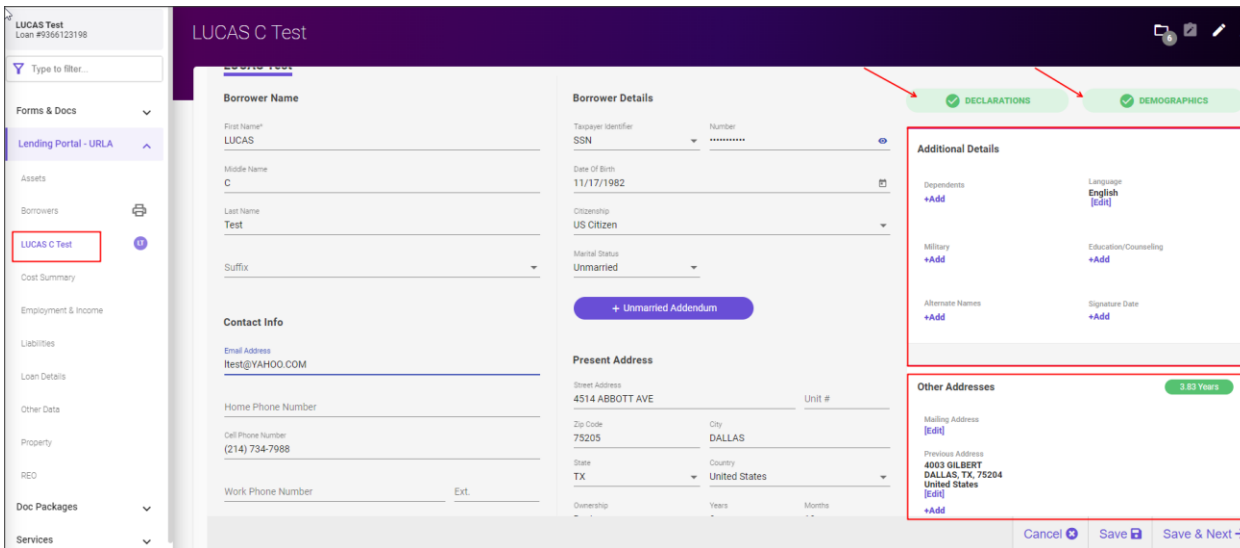 LUCAS Test
Loan #9366123198
Type to filter...
Forms & Docs
Lending Portal - URLA
Assets
Borrowers
LUCAS C Test
LT
Cost Summary
Employment & Income
Liabilities
Loan Details
Other Data
Property
REO
Doc Packages
Services
LUCAS C Test
6
LUCAS Test
Borrower Name
First Name*
LUCAS
Middle Name
C
Last Name
Test
Suffix
Contact Info
Email Address
ltest@YAHOO.COM
Home Phone Number
Cell Phone Number
(214) 734-7988
Work Phone Number
Ext.
Borrower Details
Taxpayer Identifier
SSN
Number
•••••••••••
Date Of Birth
11/17/1982
Citizenship
US Citizen
Marital Status
Unmarried
+ Unmarried Addendum
Present Address
Street Address
4514 ABBOTT AVE
Unit #
Zip Code
75205
City
DALLAS
State
TX
Country
United States
Ownership
Years
Months
DECLARATIONS
DEMOGRAPHICS
Additional Details
Dependents
+Add
Language
English
[Edit]
Military
+Add
Education/Counseling
+Add
Alternate Names
+Add
Signature Date
+Add
Other Addresses
3.83 Years
Mailing Address
[Edit]
Previous Address
4003 GILBERT
DALLAS, TX, 75204
United States
[Edit]
+Add
Cancel
Save
Save & Next